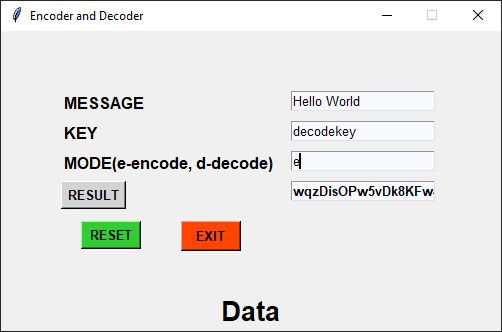 Encoder and Decoder
MESSAGE Hello World
KEY decodekey
MODE(e-encode, d-decode) e
RESULT wqzDisOPw5vDk8KFw
RESET EXIT
Data